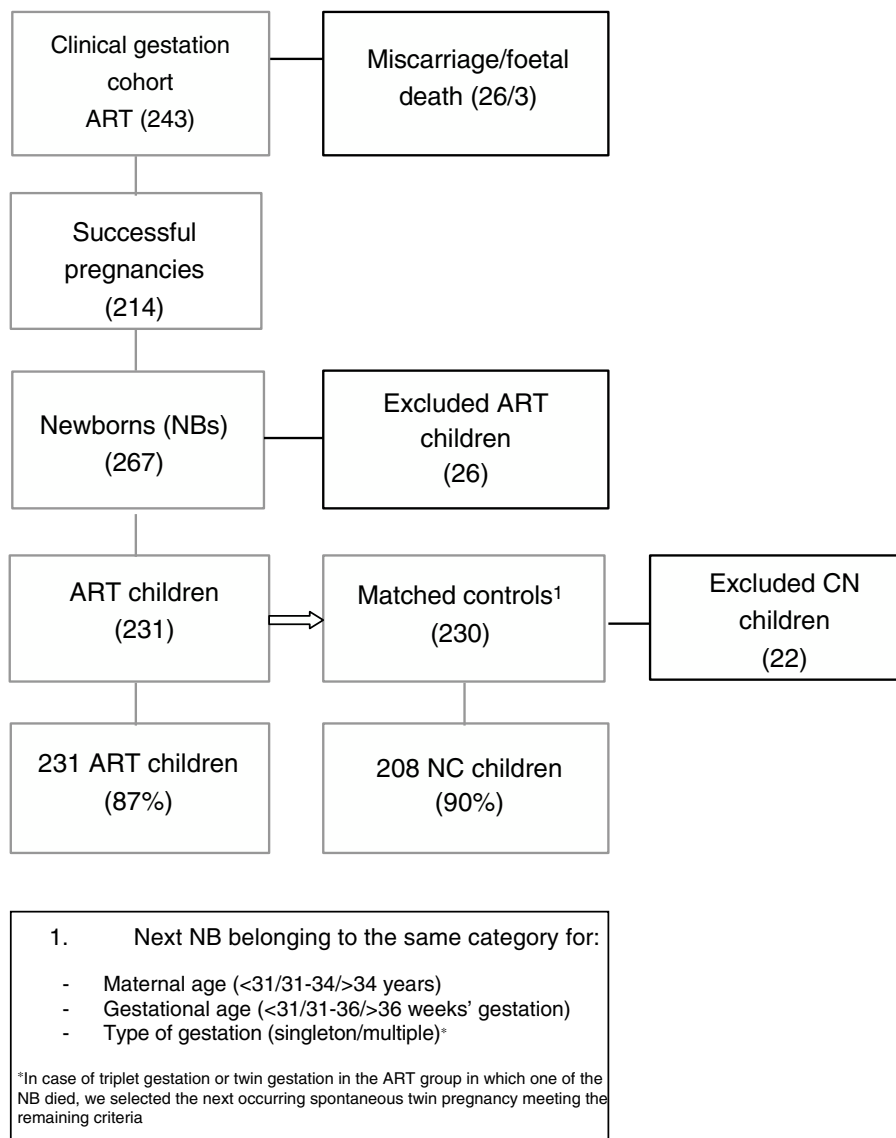 Clinical gestation
cohort
ART (243)
Miscarriage/foetal
death (26/3)
Successful
pregnancies
(214)
Newborns (NBs)
(267)
Excluded ART
children
(26)
ART children
(231)
Matched controls1
(230)
Excluded CN
children
(22)
231 ART children
(87%)
208 NC children
(90%)
1. Next NB belonging to the same category for:
- Maternal age (<31/31-34/>34 years)
- Gestational age (<31/31-36/>36 weeks’ gestation)
- Type of gestation (singleton/multiple)*
*In case of triplet gestation or twin gestation in the ART group in which one of the
NB died, we selected the next occurring spontaneous twin pregnancy meeting the
remaining criteria